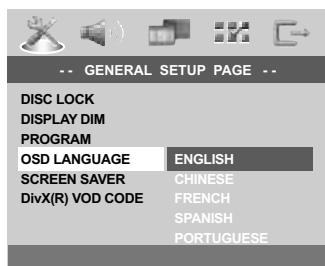 -- GENERAL SETUP PAGE --
DISC LOCK
DISPLAY DIM
PROGRAM
OSD LANGUAGE ENGLISH
SCREEN SAVER CHINESE
DivX(R) VOD CODE FRENCH
SPANISH
PORTUGUESE